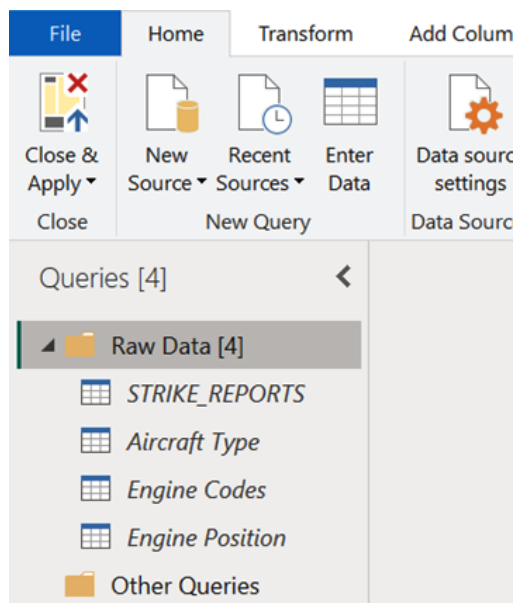 File Home Transform Add Colum
Close & New Recent Enter Data sourc
Apply Source Sources Data settings
Close New Query Data Sourc
Queries [4]
Raw Data [4]
STRIKE_REPORTS
Aircraft Type
Engine Codes
Engine Position
Other Queries